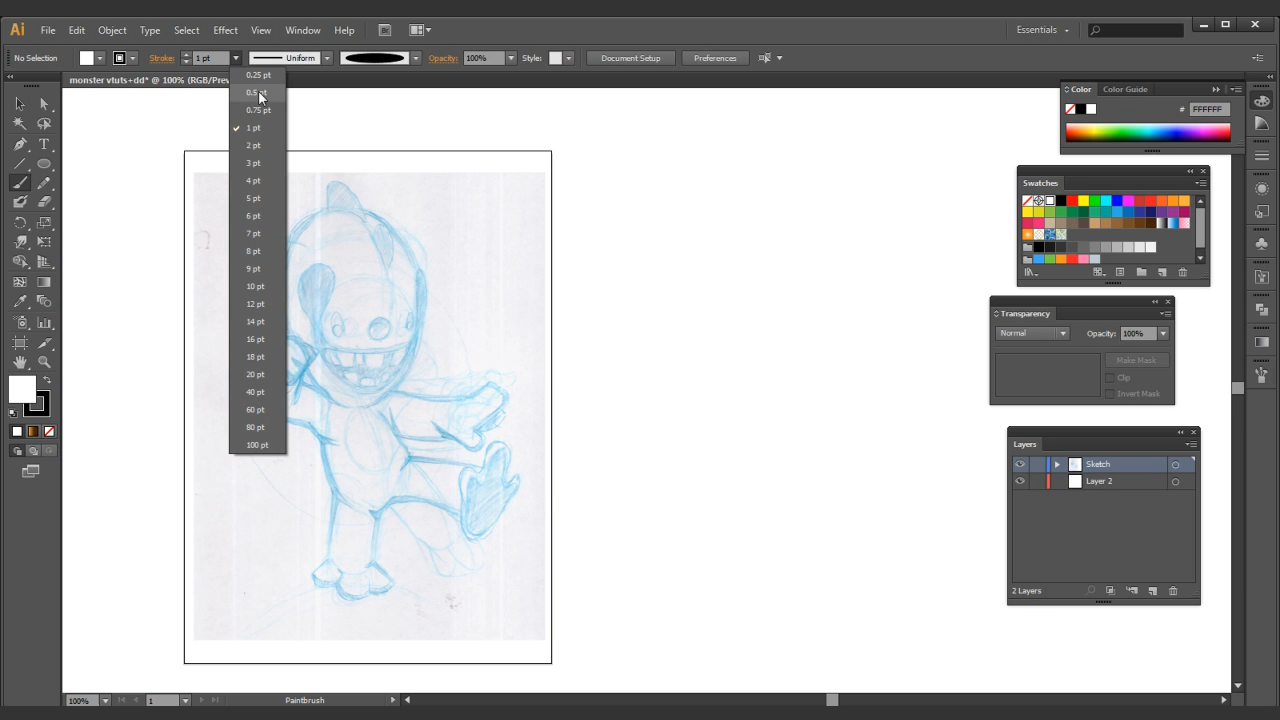 Ai File Edit Object Type Select Effect View Window Help Essentials
No Selection Stroke: 1 pt Uniform Opacity: 100% Style: Document Setup Preferences
monster vtuts+dd* @ 100% (RGB/Prev
0.25 pt
0.5 pt
0.75 pt
1 pt
2 pt
3 pt
4 pt
5 pt
6 pt
7 pt
8 pt
9 pt
10 pt
12 pt
14 pt
16 pt
18 pt
20 pt
40 pt
60 pt
80 pt
100 pt
Color Color Guide
# FFFFFF
Swatches
Transparency
Normal Opacity: 100%
Make Mask
Clip
Invert Mask
Layers
Sketch
Layer 2
2 Layers
100% 1 Paintbrush